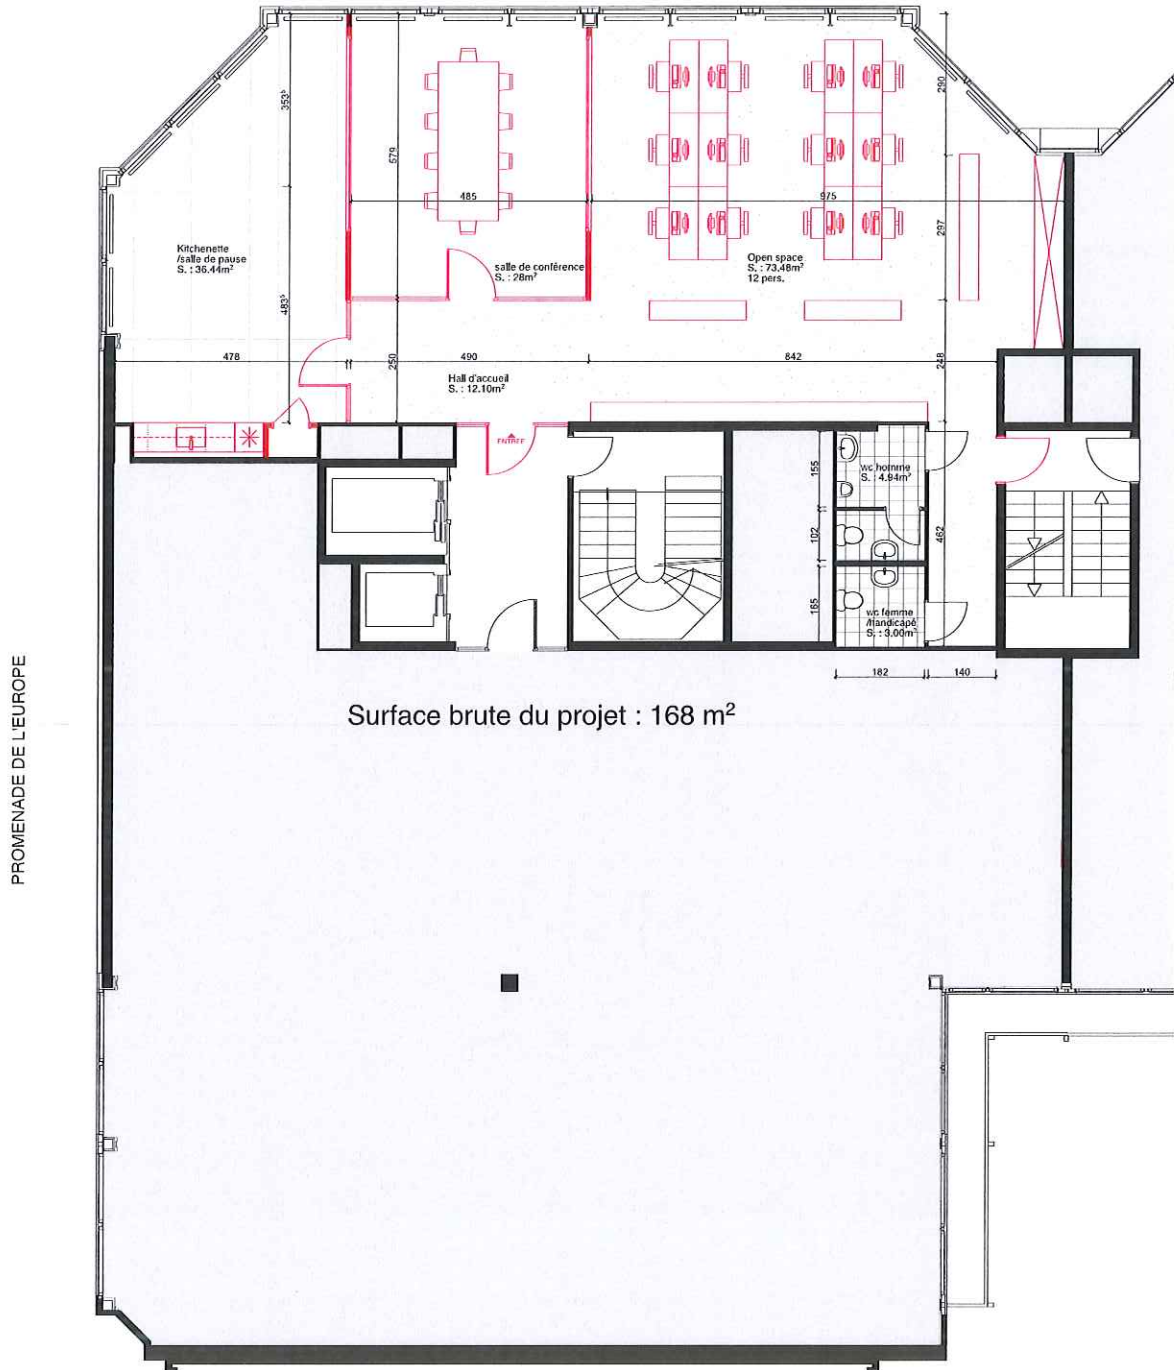 353⁵
579
290
485
975
297
Kitchenette
/salle de pause
S. : 36.44m²
salle de conférence
S. : 28m²
Open space
S. : 73,48m²
12 pers.
483⁵
478
250
490
842
248
Hall d'accueil
S. : 12.10m²
ENTREE
155
wc homme
S. : 4.94m²
102
462
165
wc femme
/handicapé
S. : 3.00m²
182
140
Surface brute du projet : 168 m²
PROMENADE DE L'EUROPE